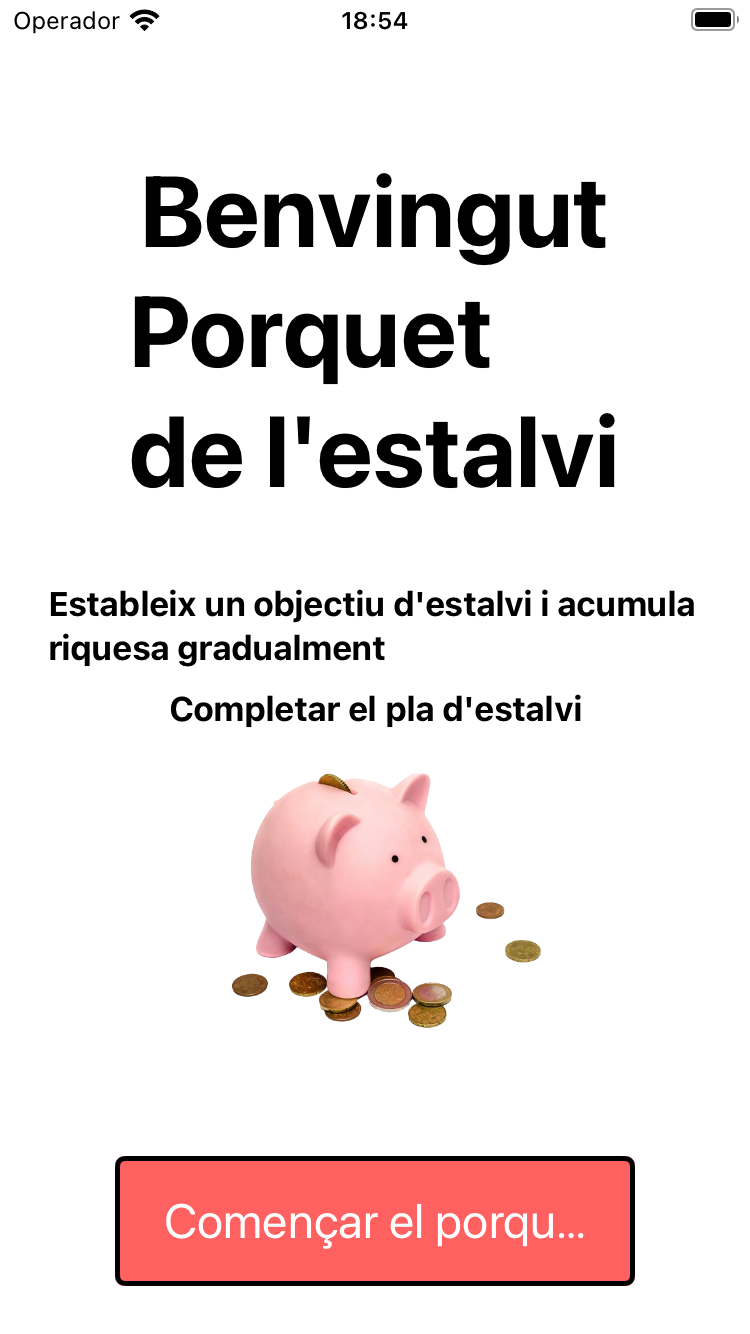 Operador
18:54
Benvingut
Porquet
de l'estalvi
Estableix un objectiu d'estalvi i acumula
riquesa gradualment
Completar el pla d'estalvi
Començar el porqu...